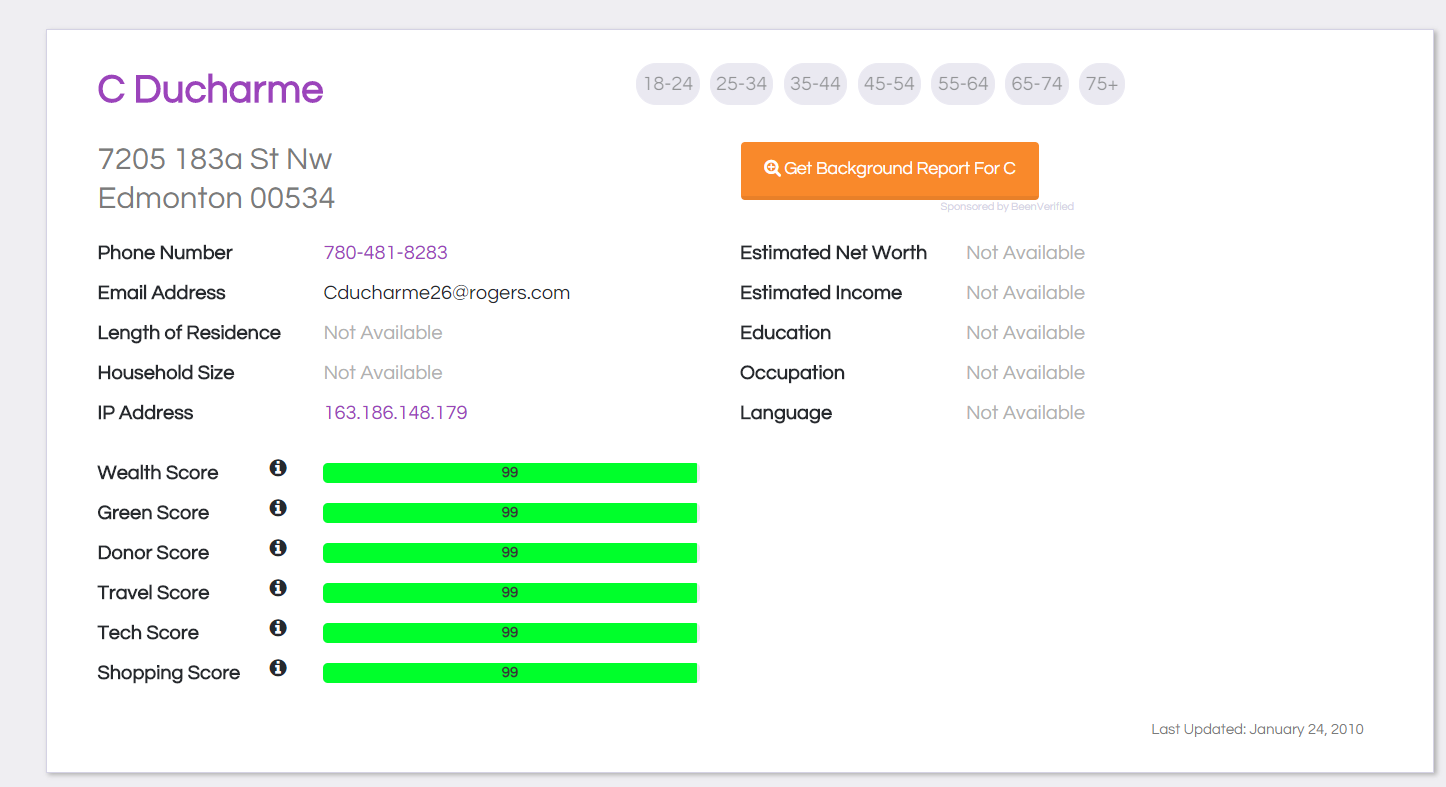 C Ducharme
18-24 25-34 35-44 45-54 55-64 65-74 75+
7205 183a St Nw
Edmonton 00534
Get Background Report For C
Sponsored by BeenVerified
Phone Number 780-481-8283
Email Address Cducharme26@rogers.com
Length of Residence Not Available
Household Size Not Available
IP Address 163.186.148.179
Estimated Net Worth Not Available
Estimated Income Not Available
Education Not Available
Occupation Not Available
Language Not Available
Wealth Score 99
Green Score 99
Donor Score 99
Travel Score 99
Tech Score 99
Shopping Score 99
Last Updated: January 24, 2010